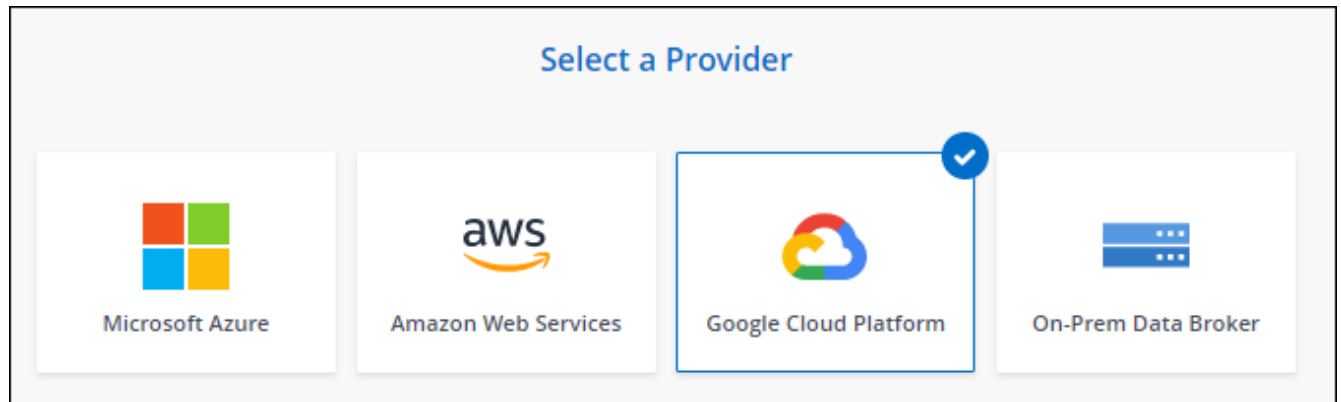 Select a Provider
aws
Microsoft Azure
Amazon Web Services
Google Cloud Platform
On-Prem Data Broker